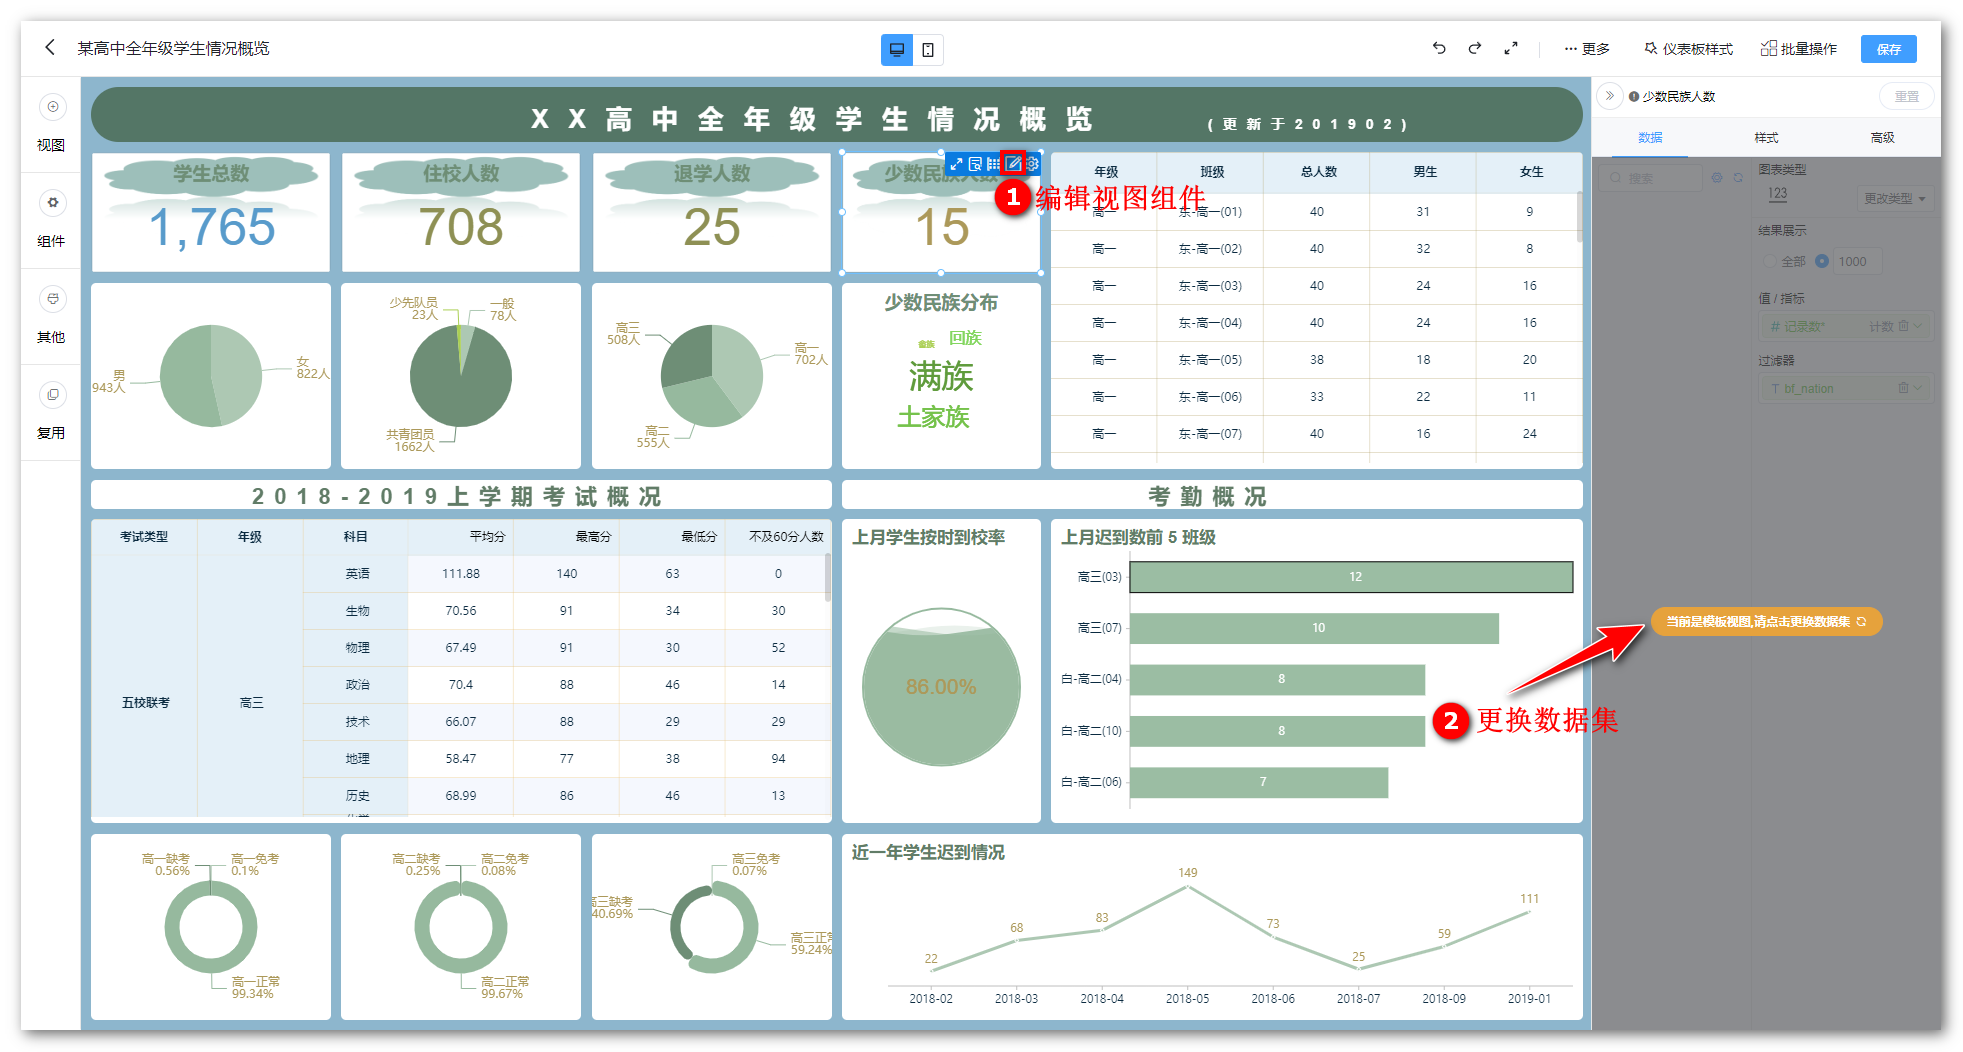 某高中全年级学生情况概览
更多
仪表板样式
批量操作
保存
视图
组件
其他
复用
XX高中全年级学生情况概览
(更新于201902)
学生总数
1,765
住校人数
708
退学人数
25
少数民族人数
15
1 编辑视图组件
年级 班级 总人数 男生 女生
高一 东-高一(01) 40 31 9
高一 东-高一(02) 40 32 8
高一 东-高一(03) 40 24 16
高一 东-高一(04) 40 24 16
高一 东-高一(05) 38 18 20
高一 东-高一(06) 33 22 11
高一 东-高一(07) 40 16 24
男
943人
女
822人
少先队员
23人
一般
78人
共青团员
1662人
高三
508人
高一
702人
高二
555人
少数民族分布
回族
满族
土家族
2018-2019上学期考试概况
考勤概况
考试类型 年级 科目 平均分 最高分 最低分 不及60分人数
五校联考 高三
英语 111.88 140 63 0
生物 70.56 91 34 30
物理 67.49 91 30 52
政治 70.4 88 46 14
技术 66.07 88 29 29
地理 58.47 77 38 94
历史 68.99 86 46 13
上月学生按时到校率
86.00%
上月迟到数前 5 班级
高三(03) 12
高三(07) 10
白-高二(04) 8
白-高二(10) 8
白-高二(06) 7
2 更换数据集
高一缺考
0.56%
高一免考
0.1%
高一正常
99.34%
高二缺考
0.25%
高二免考
0.08%
高二正常
99.67%
高三免考
0.07%
高三缺考
40.69%
高三正常
59.24%
近一年学生迟到情况
22 68 83 149 73 25 59 111
2018-02 2018-03 2018-04 2018-05 2018-06 2018-07 2018-09 2019-01
少数民族人数
重置
数据 样式 高级
搜索
图表类型
123
更改类型
结果展示
全部 1000
值 / 指标
# 记录数* 计数
过滤器
T bf_nation
当前是模板视图,请点击更换数据集